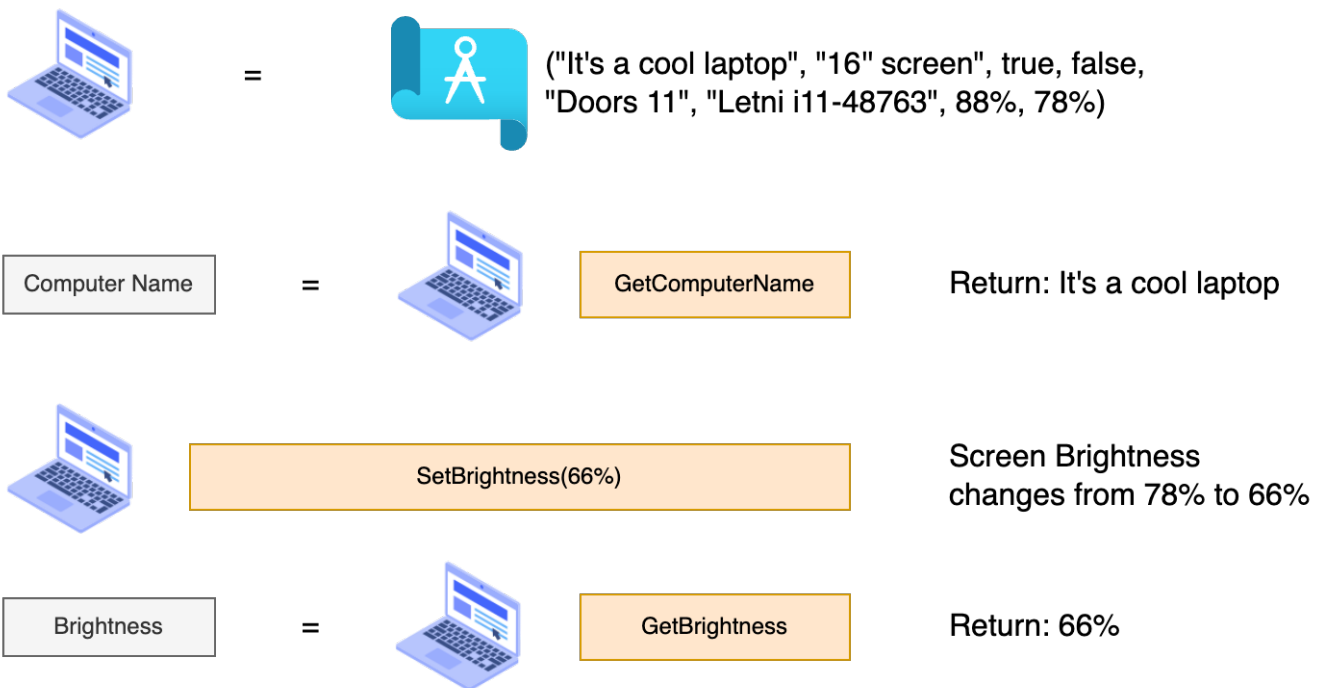 =
("It's a cool laptop", "16" screen", true, false,
"Doors 11", "Letni i11-48763", 88%, 78%)
Computer Name = GetComputerName Return: It's a cool laptop
SetBrightness(66%)
Screen Brightness
changes from 78% to 66%
Brightness = GetBrightness Return: 66%